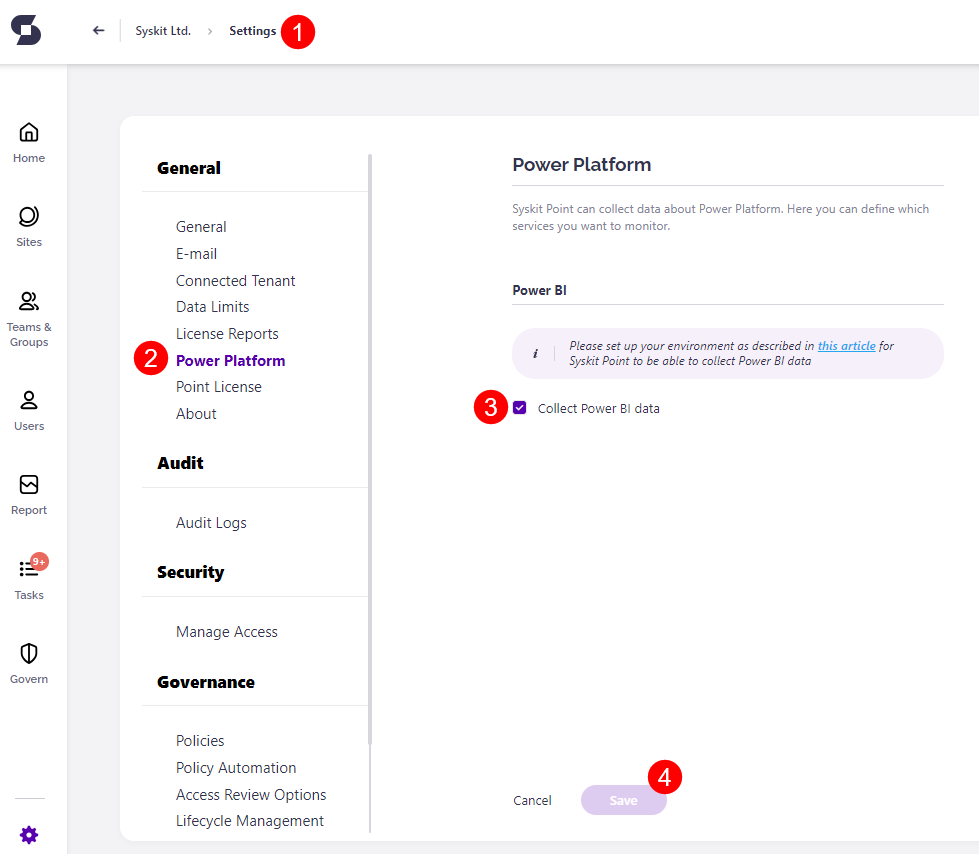 Syskit Ltd. > Settings 1
Home
Sites
Teams &
Groups
Users
Report
9+
Tasks
Govern
General
General
E-mail
Connected Tenant
Data Limits
License Reports
2 Power Platform
Point License
About
Audit
Audit Logs
Security
Manage Access
Governance
Policies
Policy Automation
Access Review Options
Lifecycle Management
Power Platform
Syskit Point can collect data about Power Platform. Here you can define which
services you want to monitor.
Power BI
i
Please set up your environment as described in this article for
Syskit Point to be able to collect Power BI data
3 Collect Power BI data
4
Cancel Save